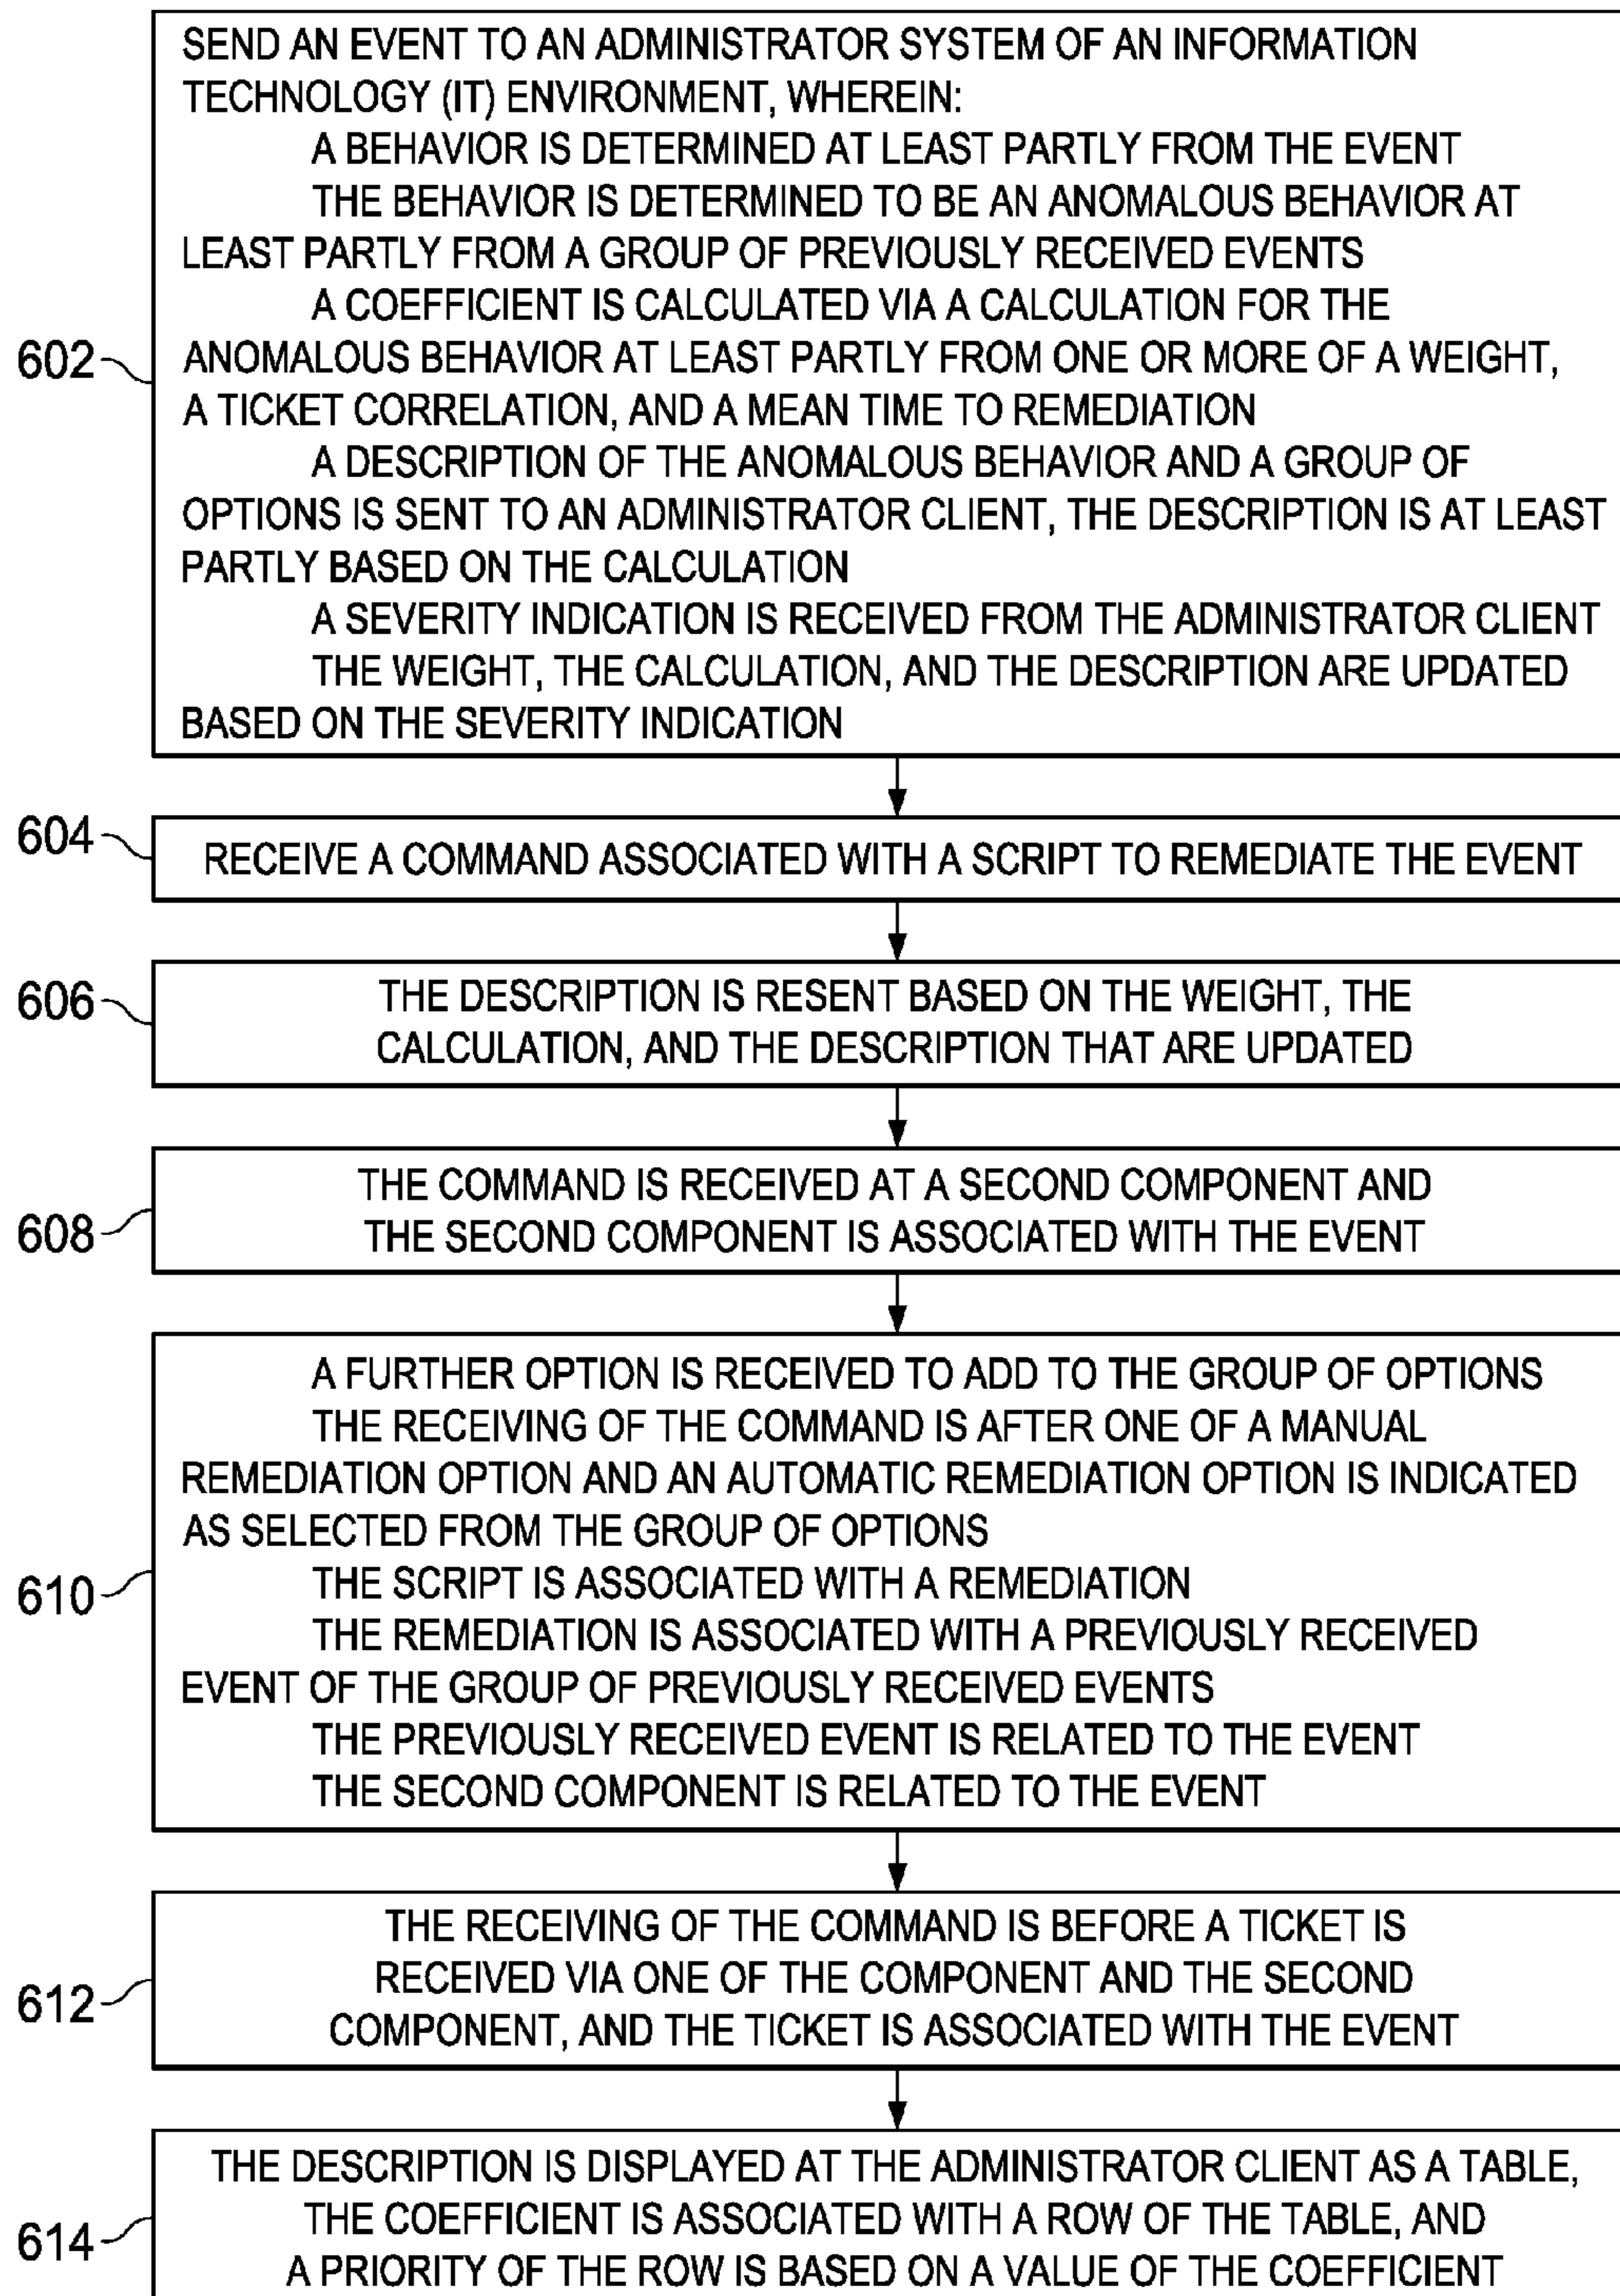 SEND AN EVENT TO AN ADMINISTRATOR SYSTEM OF AN INFORMATION
TECHNOLOGY (IT) ENVIRONMENT, WHEREIN:
A BEHAVIOR IS DETERMINED AT LEAST PARTLY FROM THE EVENT
THE BEHAVIOR IS DETERMINED TO BE AN ANOMALOUS BEHAVIOR AT
LEAST PARTLY FROM A GROUP OF PREVIOUSLY RECEIVED EVENTS
A COEFFICIENT IS CALCULATED VIA A CALCULATION FOR THE
602
ANOMALOUS BEHAVIOR AT LEAST PARTLY FROM ONE OR MORE OF A WEIGHT,
A TICKET CORRELATION, AND A MEAN TIME TO REMEDIATION
A DESCRIPTION OF THE ANOMALOUS BEHAVIOR AND A GROUP OF
OPTIONS IS SENT TO AN ADMINISTRATOR CLIENT, THE DESCRIPTION IS AT LEAST
PARTLY BASED ON THE CALCULATION
A SEVERITY INDICATION IS RECEIVED FROM THE ADMINISTRATOR CLIENT
THE WEIGHT, THE CALCULATION, AND THE DESCRIPTION ARE UPDATED
BASED ON THE SEVERITY INDICATION
604
RECEIVE A COMMAND ASSOCIATED WITH A SCRIPT TO REMEDIATE THE EVENT
606
THE DESCRIPTION IS RESENT BASED ON THE WEIGHT, THE
CALCULATION, AND THE DESCRIPTION THAT ARE UPDATED
THE COMMAND IS RECEIVED AT A SECOND COMPONENT AND
608
THE SECOND COMPONENT IS ASSOCIATED WITH THE EVENT
A FURTHER OPTION IS RECEIVED TO ADD TO THE GROUP OF OPTIONS
THE RECEIVING OF THE COMMAND IS AFTER ONE OF A MANUAL
REMEDIATION OPTION AND AN AUTOMATIC REMEDIATION OPTION IS INDICATED
AS SELECTED FROM THE GROUP OF OPTIONS
610
THE SCRIPT IS ASSOCIATED WITH A REMEDIATION
THE REMEDIATION IS ASSOCIATED WITH A PREVIOUSLY RECEIVED
EVENT OF THE GROUP OF PREVIOUSLY RECEIVED EVENTS
THE PREVIOUSLY RECEIVED EVENT IS RELATED TO THE EVENT
THE SECOND COMPONENT IS RELATED TO THE EVENT
THE RECEIVING OF THE COMMAND IS BEFORE A TICKET IS
612
RECEIVED VIA ONE OF THE COMPONENT AND THE SECOND
COMPONENT, AND THE TICKET IS ASSOCIATED WITH THE EVENT
THE DESCRIPTION IS DISPLAYED AT THE ADMINISTRATOR CLIENT AS A TABLE,
614
THE COEFFICIENT IS ASSOCIATED WITH A ROW OF THE TABLE, AND
A PRIORITY OF THE ROW IS BASED ON A VALUE OF THE COEFFICIENT